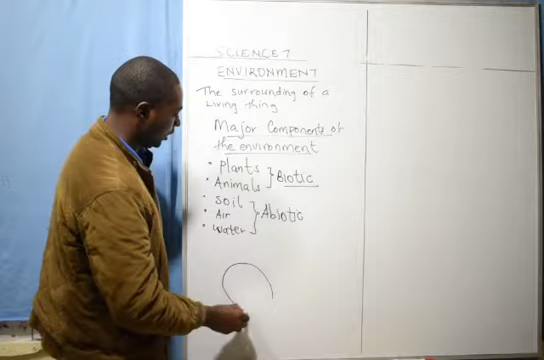 SCIENCE 7
ENVIRONMENT
The surrounding of a
Living thing
Major Components of
the environment
• Plants
• Animals } Biotic
• Soil
• Air } Abiotic
• Water